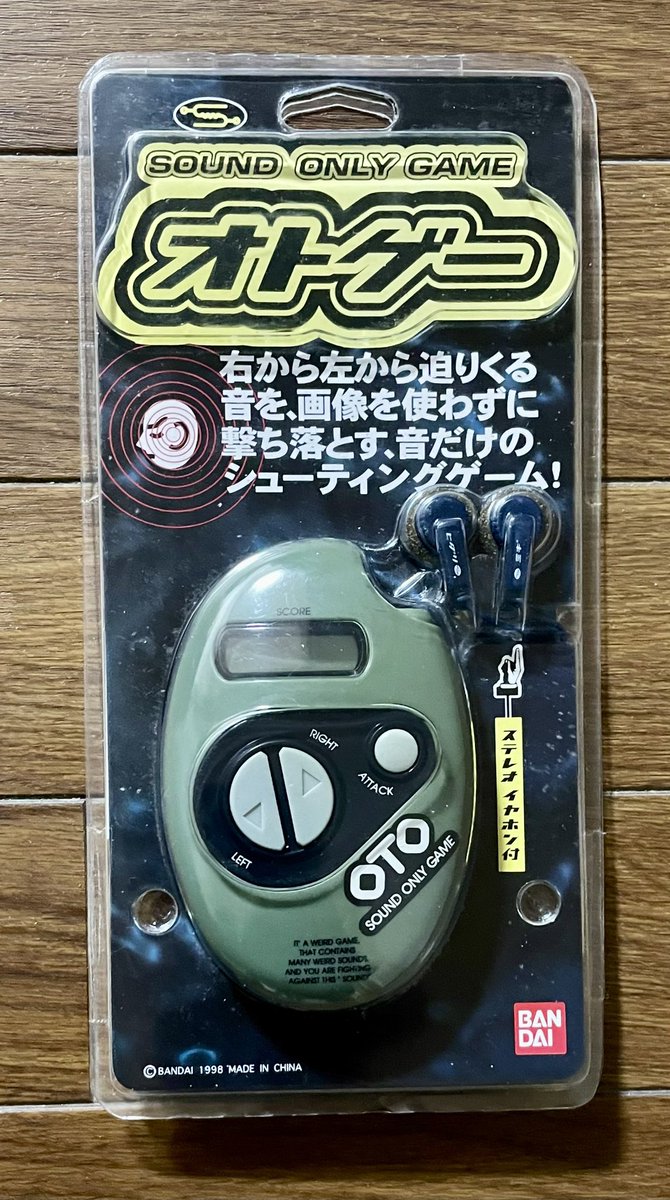 SOUND ONLY GAME
オトゲー
右から左から迫りくる
音を、画像を使わずに
撃ち落とす、音だけの
シューティングゲーム!
SCORE
RIGHT
ATTACK
LEFT
OTO
SOUND ONLY GAME
IT' A WEIRD GAME,
THAT CONTAINS
MANY WEIRD SOUNDS.
AND YOU ARE FIGHTING
AGAINST THIS " SOUND
ステレオイヤホン付
BAN
DAI
©BANDAI 1998 MADE IN CHINA